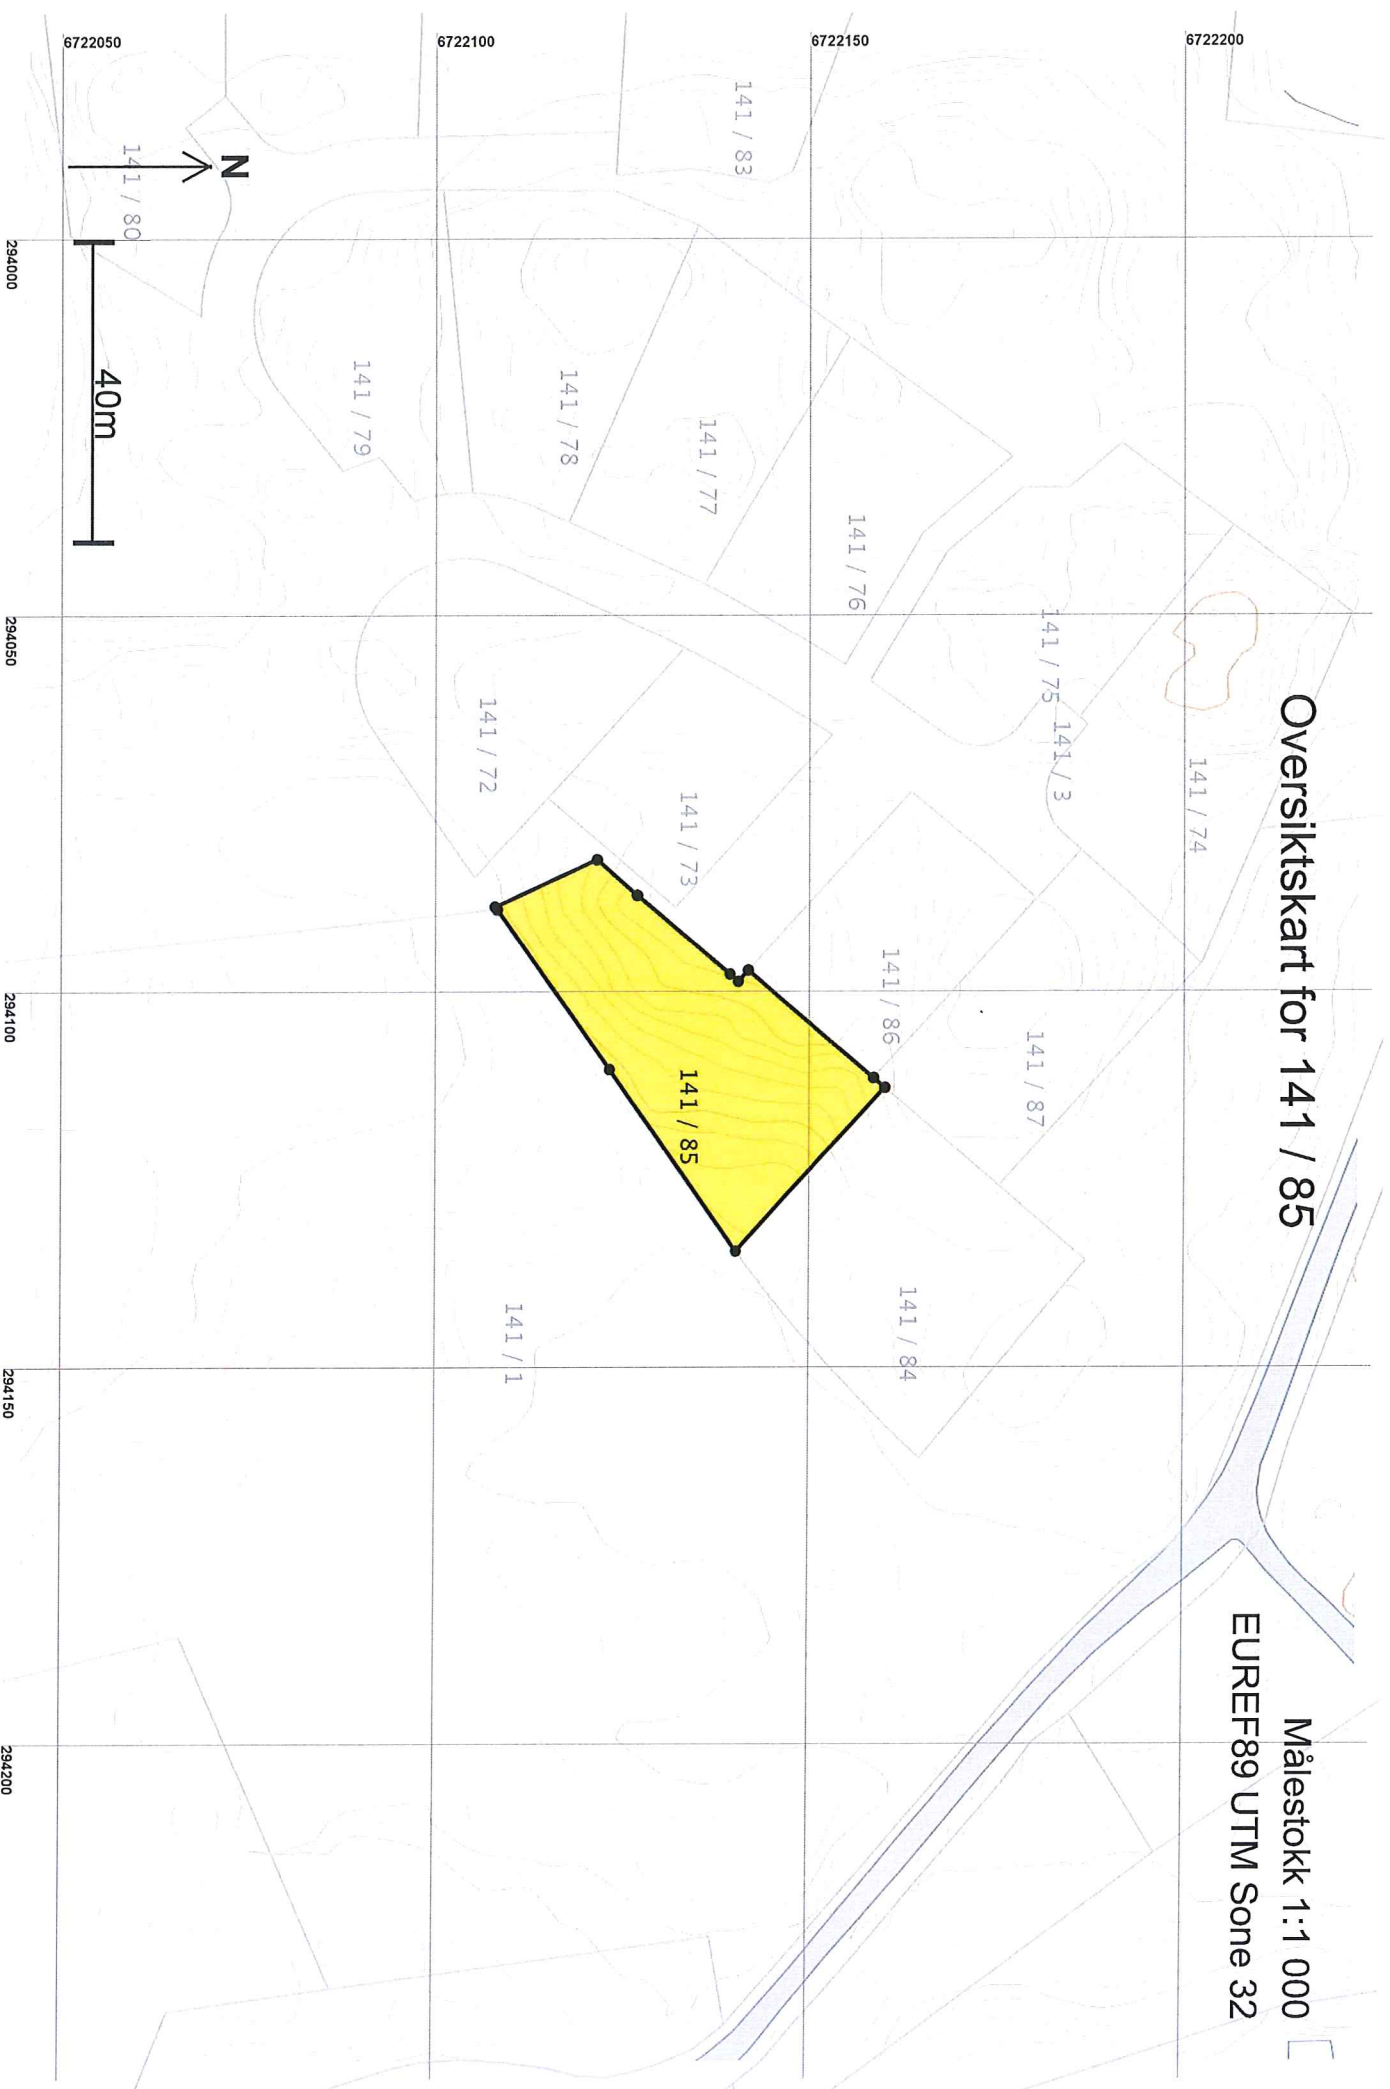 Oversiktskart for 141 / 85
Målestokk 1:1 000
EUREF89 UTM Sone 32
6722200
6722150
6722100
6722050
141 / 74
141 / 3
141 / 75
141 / 87
141 / 86
141 / 84
141 / 76
141 / 83
141 / 77
141 / 73
141 / 85
141 / 78
141 / 1
141 / 72
141 / 79
N
141 / 80
40m
294000
294050
294100
294150
294200